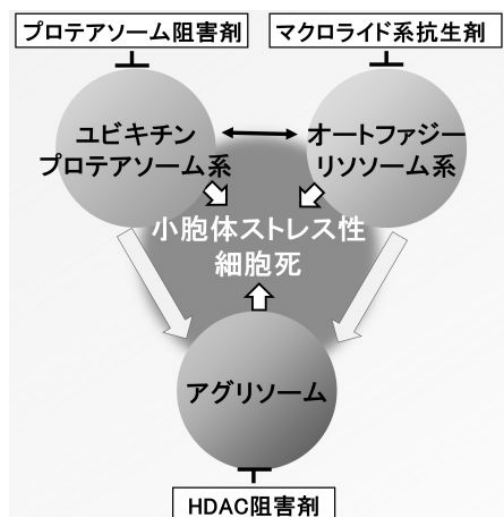 プロテアソーム阻害剤
マクロライド系抗生剤
ユビキチン
プロテアソーム系
オートファジー
リソソーム系
小胞体ストレス性
細胞死
アグリソーム
HDAC阻害剤